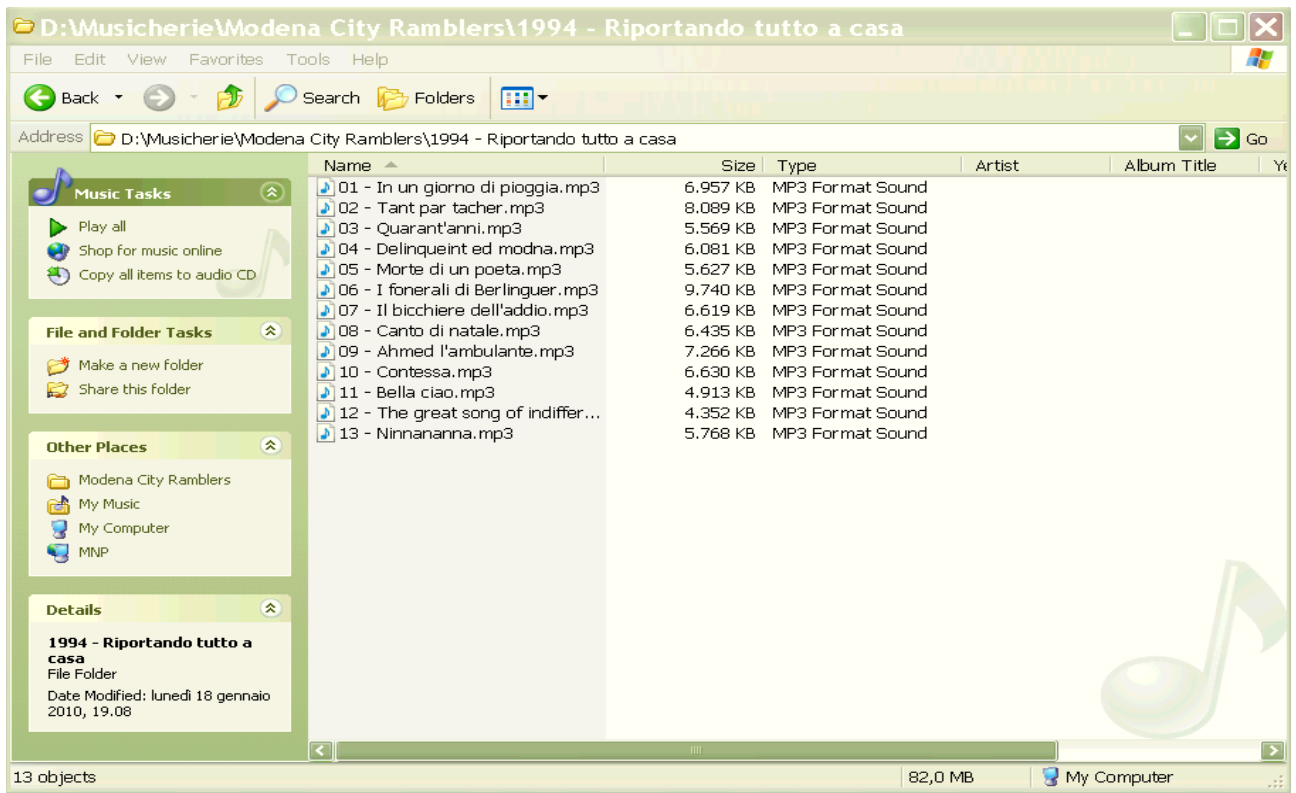 D:\Musicherie\Modena City Ramblers\1994 - Riportando tutto a casa
File Edit View Favorites Tools Help
Back Search Folders
Address D:\Musicherie\Modena City Ramblers\1994 - Riportando tutto a casa Go
Music Tasks
Play all
Shop for music online
Copy all items to audio CD
File and Folder Tasks
Make a new folder
Share this folder
Other Places
Modena City Ramblers
My Music
My Computer
MNP
Details
1994 - Riportando tutto a
casa
File Folder
Date Modified: lunedì 18 gennaio
2010, 19.08
Name Size Type Artist Album Title Ye
01 - In un giorno di pioggia.mp3 6.957 KB MP3 Format Sound
02 - Tant par tacher.mp3 8.089 KB MP3 Format Sound
03 - Quarant'anni.mp3 5.569 KB MP3 Format Sound
04 - Delinqueint ed modna.mp3 6.081 KB MP3 Format Sound
05 - Morte di un poeta.mp3 5.627 KB MP3 Format Sound
06 - I fonerali di Berlinguer.mp3 9.740 KB MP3 Format Sound
07 - Il bicchiere dell'addio.mp3 6.619 KB MP3 Format Sound
08 - Canto di natale.mp3 6.435 KB MP3 Format Sound
09 - Ahmed l'ambulante.mp3 7.266 KB MP3 Format Sound
10 - Contessa.mp3 6.630 KB MP3 Format Sound
11 - Bella ciao.mp3 4.913 KB MP3 Format Sound
12 - The great song of indiffer... 4.352 KB MP3 Format Sound
13 - Ninnananna.mp3 5.768 KB MP3 Format Sound
13 objects 82,0 MB My Computer